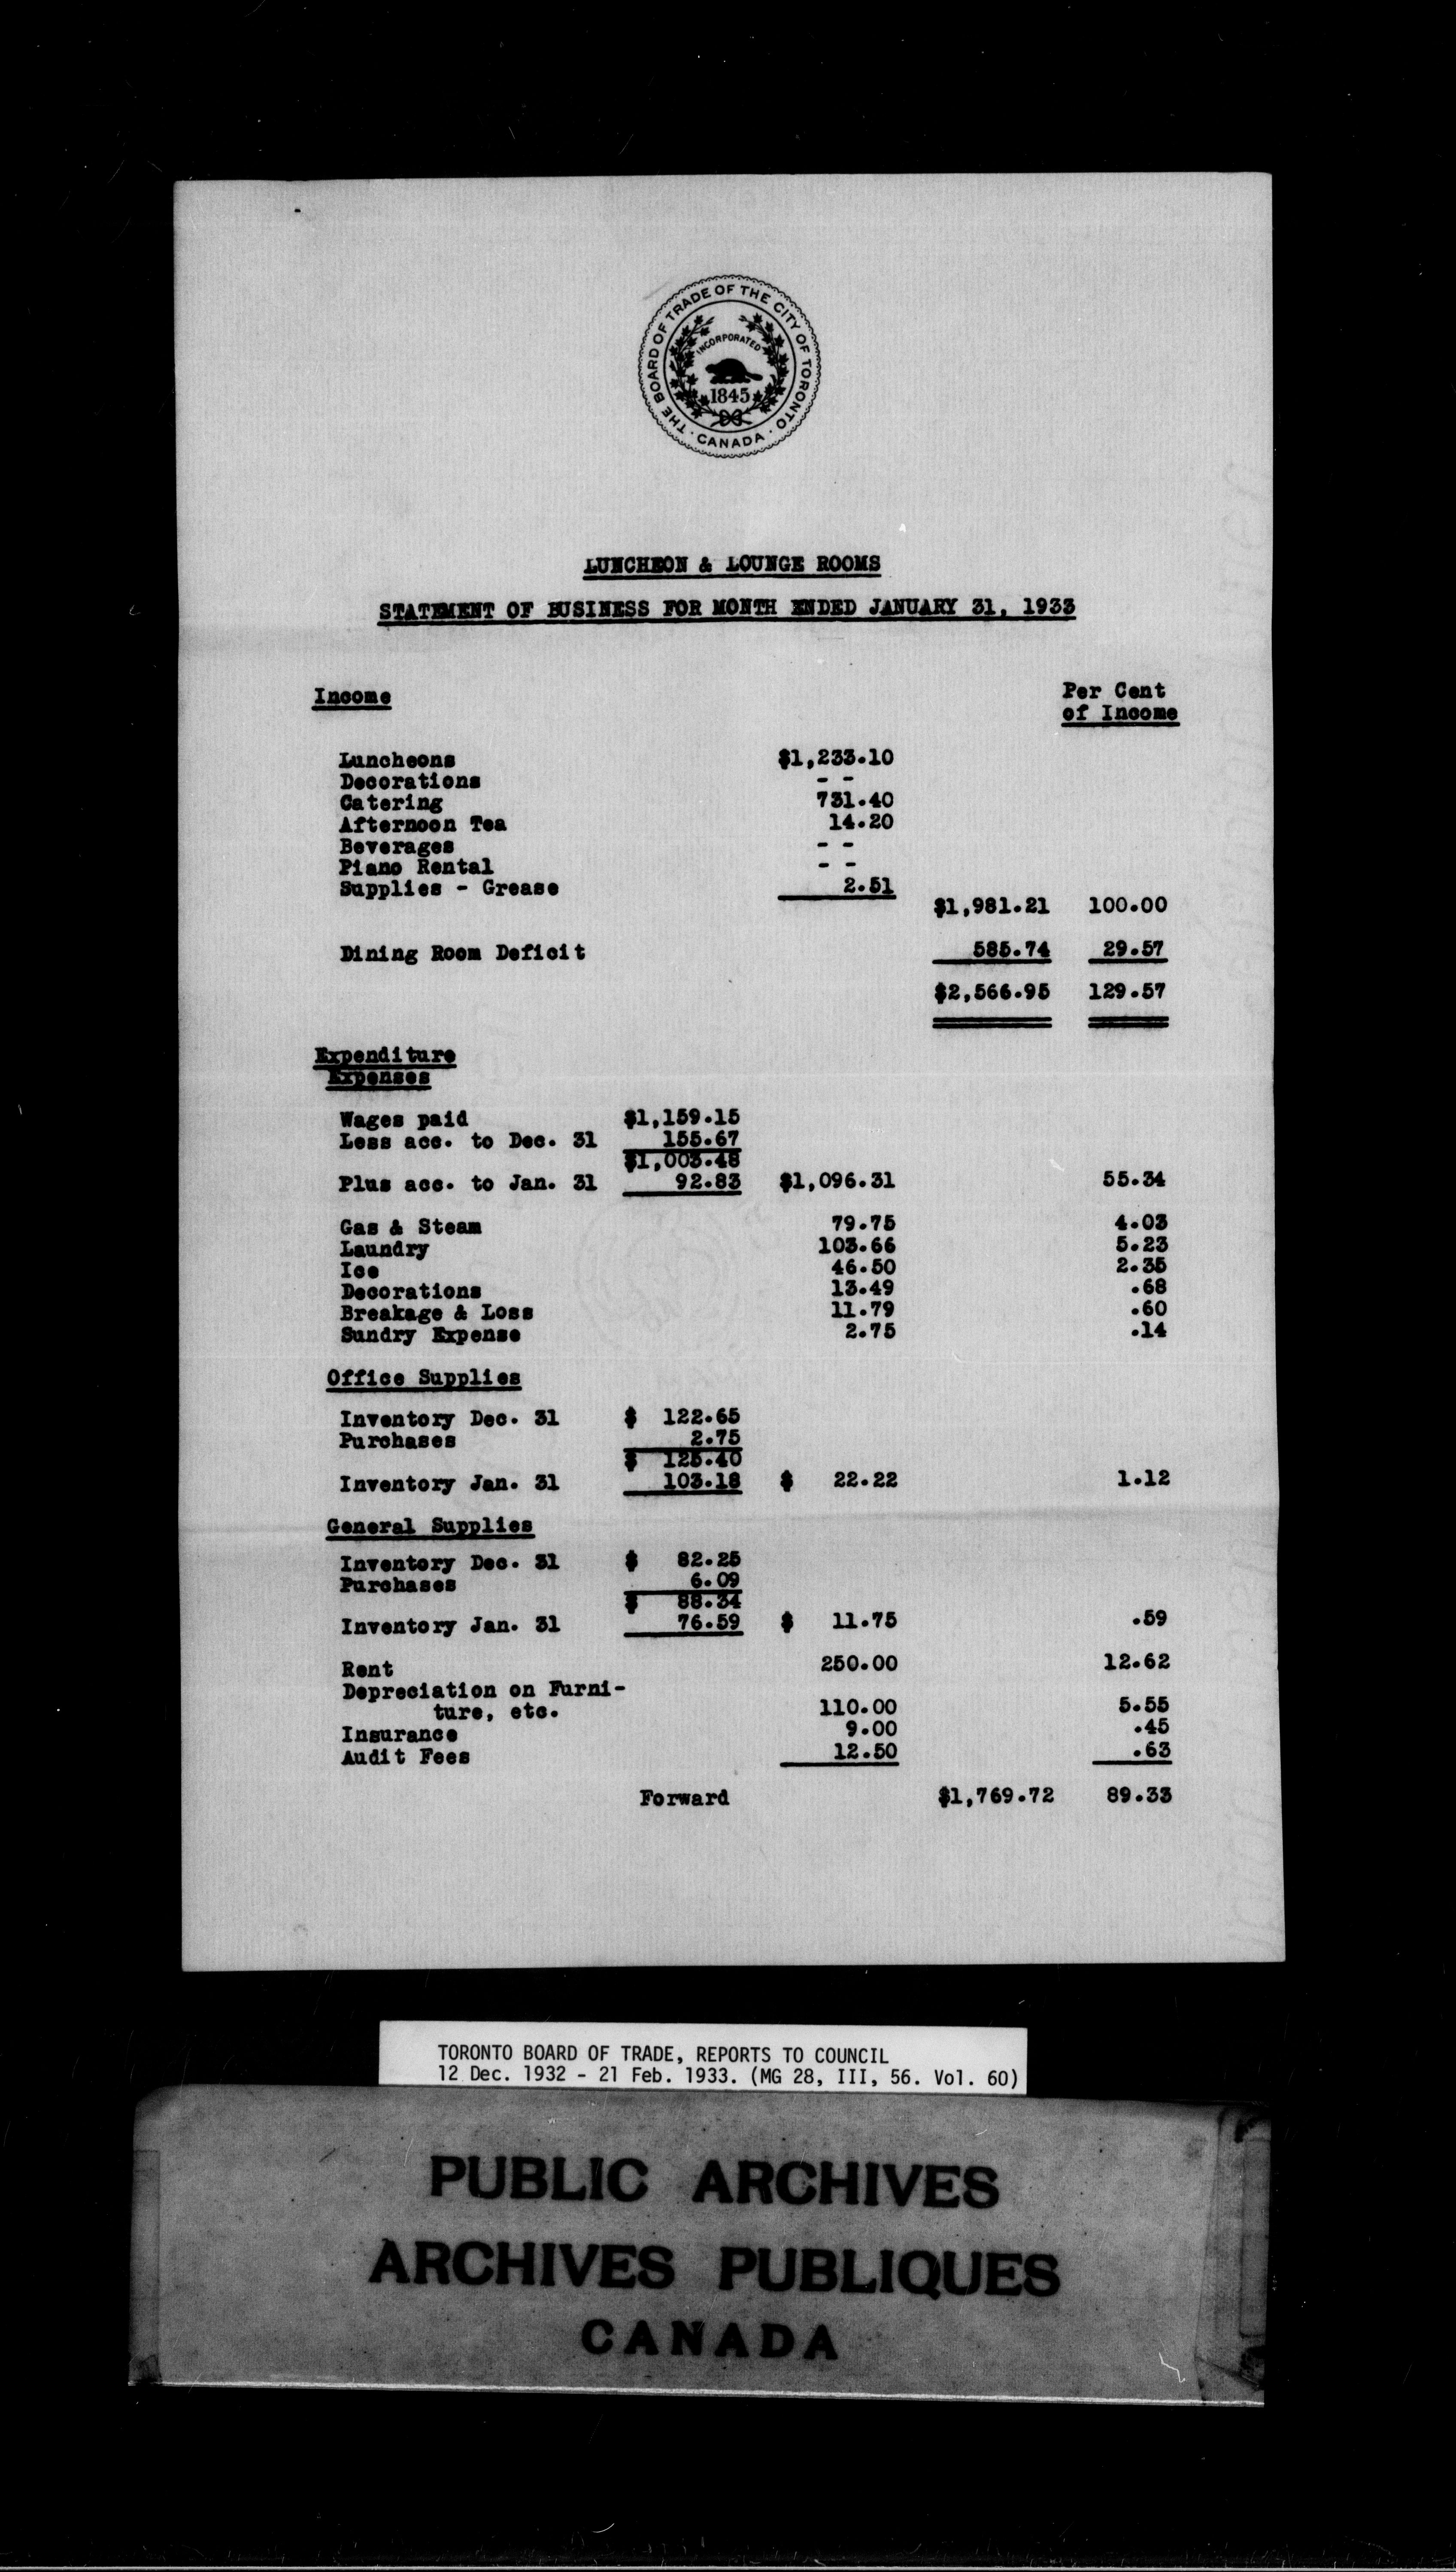 THE BOARD OF TRADE OF THE CITY OF TORONTO
INCORPORATED
1845
· CANADA ·
LUNCHEON & LOUNGE ROOMS
STATEMENT OF BUSINESS FOR MONTH ENDED JANUARY 31, 1933
Income Per Cent
of Income
Luncheons $1,233.10
Decorations - -
Catering 731.40
Afternoon Tea 14.20
Beverages - -
Piano Rental - -
Supplies - Grease 2.51
$1,981.21 100.00
Dining Room Deficit 585.74 29.57
$2,566.95 129.57
Expenditure
Expenses
Wages paid $1,159.15
Less acc. to Dec. 31 155.67
$1,003.48
Plus acc. to Jan. 31 92.83 $1,096.31 55.34
Gas & Steam 79.75 4.03
Laundry 103.66 5.23
Ice 46.50 2.35
Decorations 13.49 .68
Breakage & Loss 11.79 .60
Sundry Expense 2.75 .14
Office Supplies
Inventory Dec. 31 $ 122.65
Purchases 2.75
$ 125.40
Inventory Jan. 31 103.18 $ 22.22 1.12
General Supplies
Inventory Dec. 31 $ 82.25
Purchases 6.09
$ 88.34
Inventory Jan. 31 76.59 $ 11.75 .59
Rent 250.00 12.62
Depreciation on Furni-
ture, etc. 110.00 5.55
Insurance 9.00 .45
Audit Fees 12.50 .63
Forward $1,769.72 89.33
TORONTO BOARD OF TRADE, REPORTS TO COUNCIL
12 Dec. 1932 - 21 Feb. 1933. (MG 28, III, 56. Vol. 60)
PUBLIC ARCHIVES
ARCHIVES PUBLIQUES
CANADA